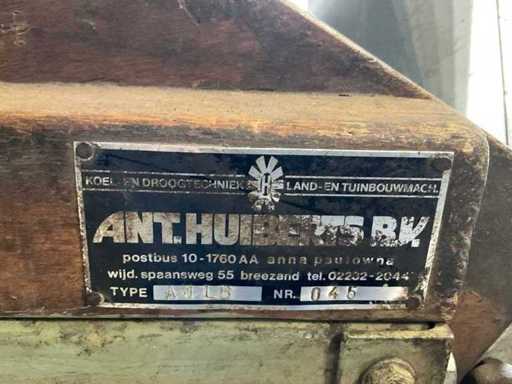 KOEL- EN DROOGTECHNIEK H LAND- EN TUINBOUWMACH.
ANT. HUIBERTS B.V.
postbus 10-1760 AA anna paulowna
wijd. spaansweg 55 breezand tel. 02232-2044
TYPE NR. 045